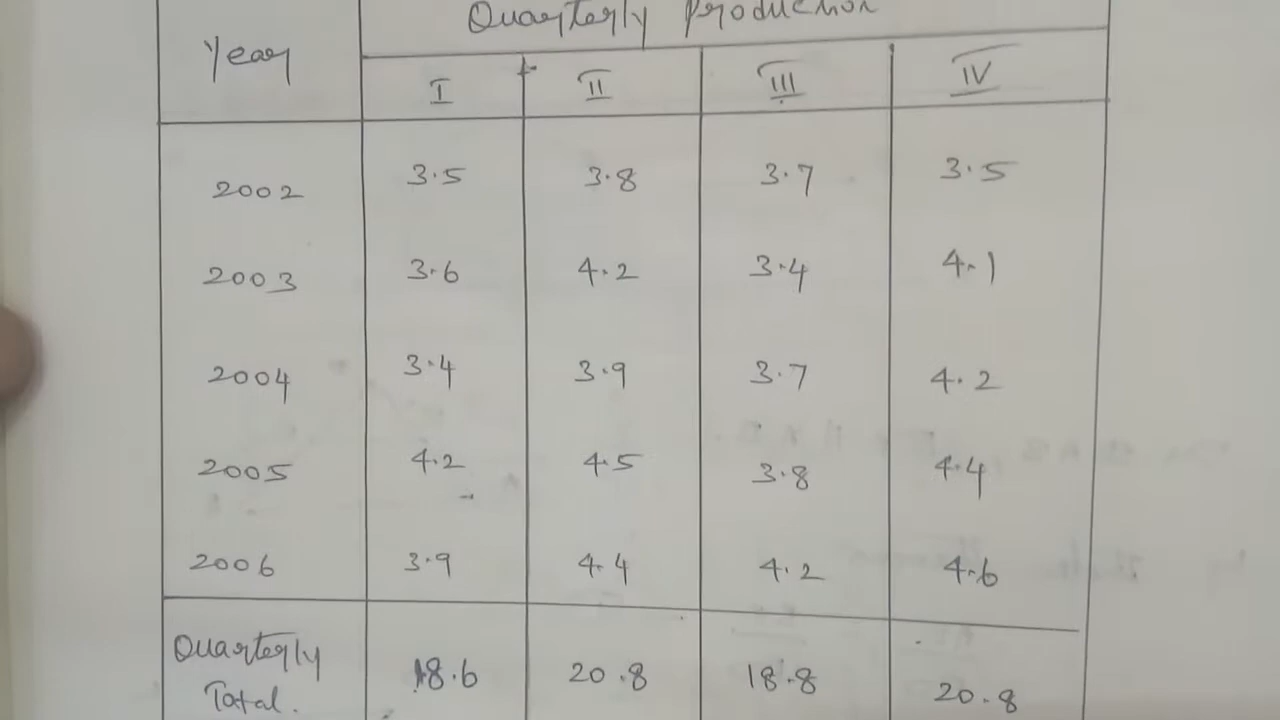 Quarterly Production
Year I II III IV
2002 3.5 3.8 3.7 3.5
2003 3.6 4.2 3.4 4.1
2004 3.4 3.9 3.7 4.2
2005 4.2 4.5 3.8 4.4
2006 3.9 4.4 4.2 4.6
Quarterly 18.6 20.8 18.8 20.8
Total.